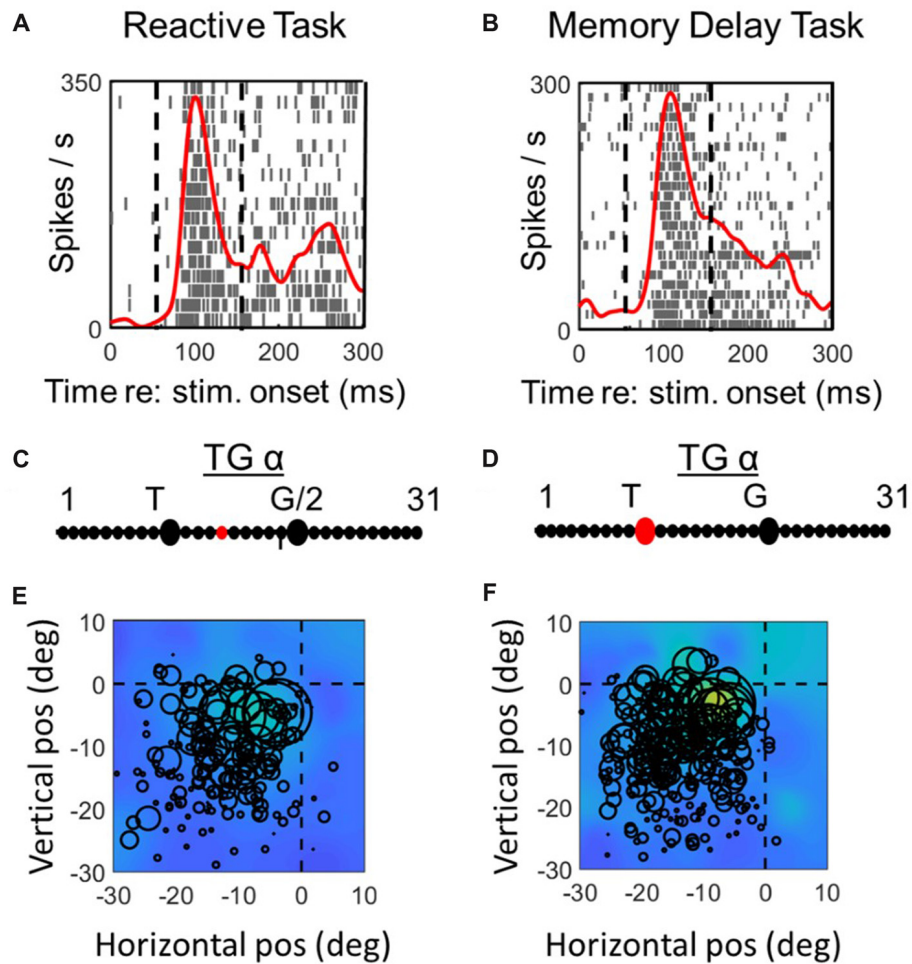 A Reactive Task
B Memory Delay Task
350
Spikes / s
0
0 100 200 300
Time re: stim. onset (ms)
300
Spikes / s
0
0 100 200 300
Time re: stim. onset (ms)
C TG α
1 T G/2 31
D TG α
1 T G 31
E
10
0
-10
-20
-30
Vertical pos (deg)
-30 -20 -10 0 10
Horizontal pos (deg)
F
10
0
-10
-20
-30
Vertical pos (deg)
-30 -20 -10 0 10
Horizontal pos (deg)